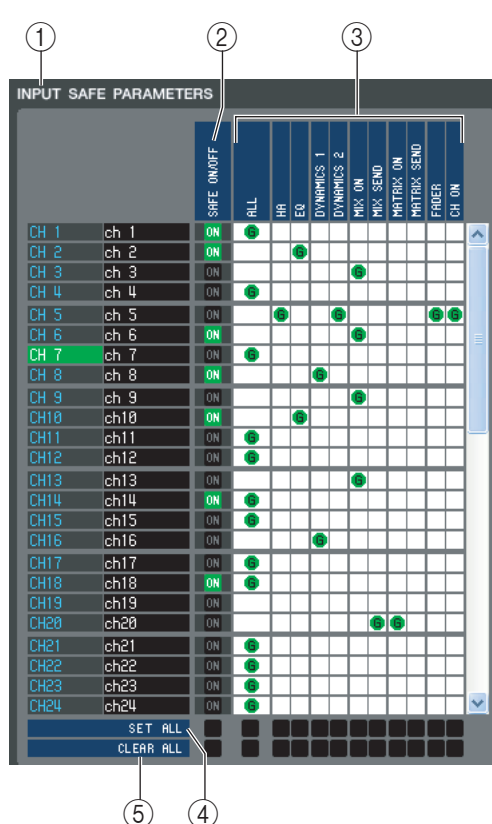 1 2 3
INPUT SAFE PARAMETERS
SAFE ON/OFF ALL HA EQ DYNAMICS 1 DYNAMICS 2 MIX ON MIX SEND MATRIX ON MATRIX SEND FADER CH ON
CH 1 ch 1 ON G
CH 2 ch 2 ON G
CH 3 ch 3 ON G
CH 4 ch 4 ON G
CH 5 ch 5 ON G G G G
CH 6 ch 6 ON G
CH 7 ch 7 ON G
CH 8 ch 8 ON G
CH 9 ch 9 ON G
CH10 ch10 ON G
CH11 ch11 ON G
CH12 ch12 ON G
CH13 ch13 ON G
CH14 ch14 ON G
CH15 ch15 ON G
CH16 ch16 ON G
CH17 ch17 ON G
CH18 ch18 ON G
CH19 ch19 ON
CH20 ch20 ON G G
CH21 ch21 ON G
CH22 ch22 ON G
CH23 ch23 ON G
CH24 ch24 ON G
SET ALL
CLEAR ALL
5 4